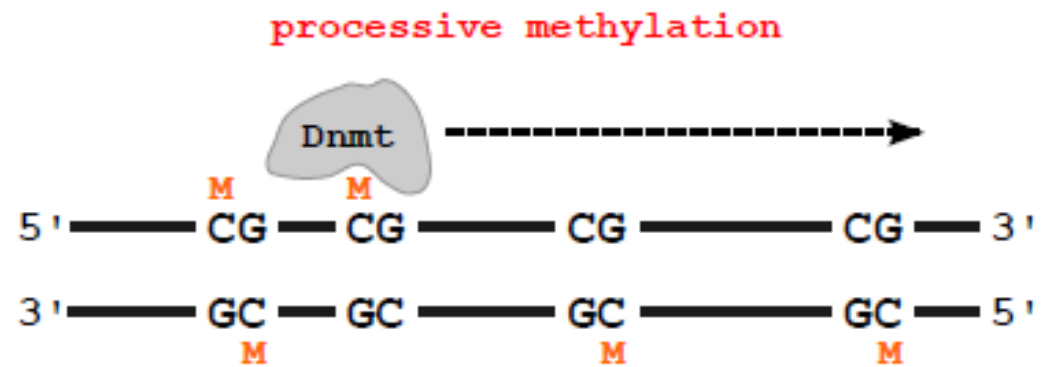 processive methylation
Dnmt
M M
5' CG CG CG CG 3'
3' GC GC GC GC 5'
M M M